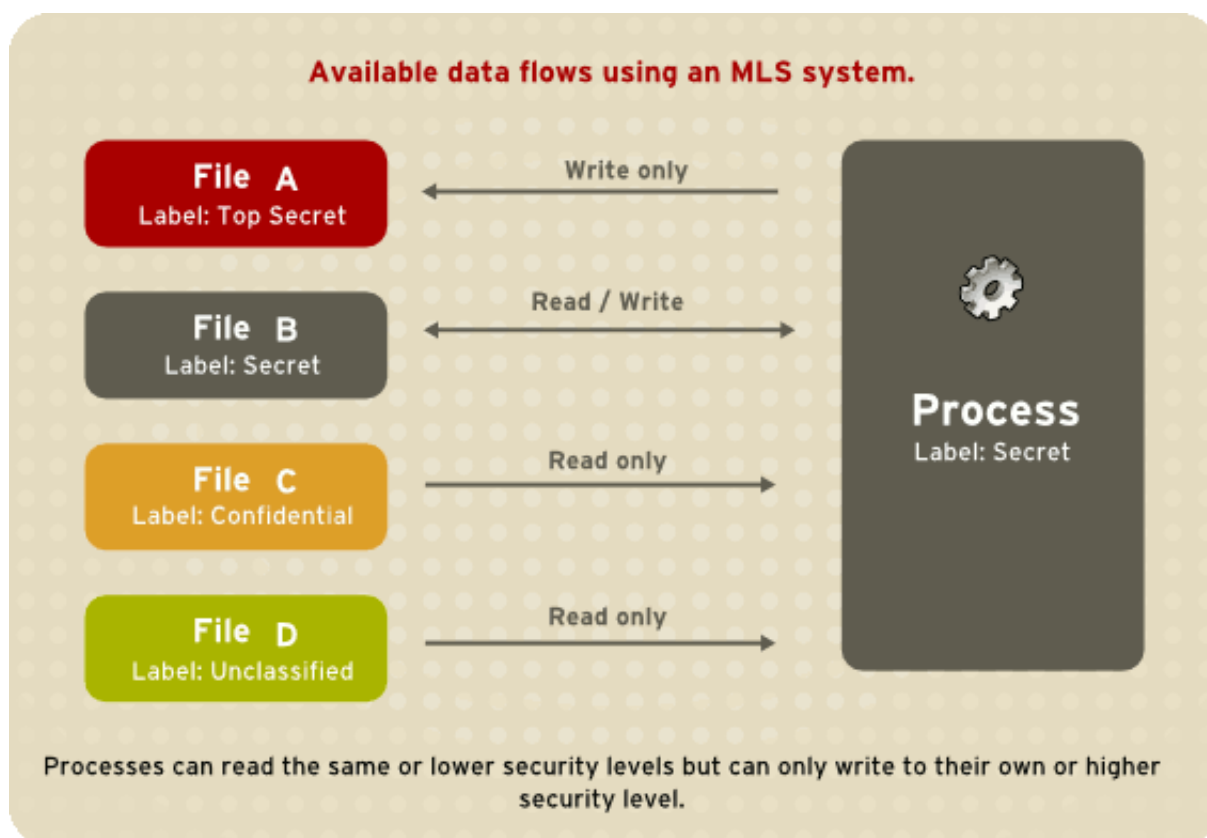 Available data flows using an MLS system.
File A
Label: Top Secret
Write only
File B
Label: Secret
Read / Write
File C
Label: Confidential
Read only
File D
Label: Unclassified
Read only
Process
Label: Secret
Processes can read the same or lower security levels but can only write to their own or higher
security level.